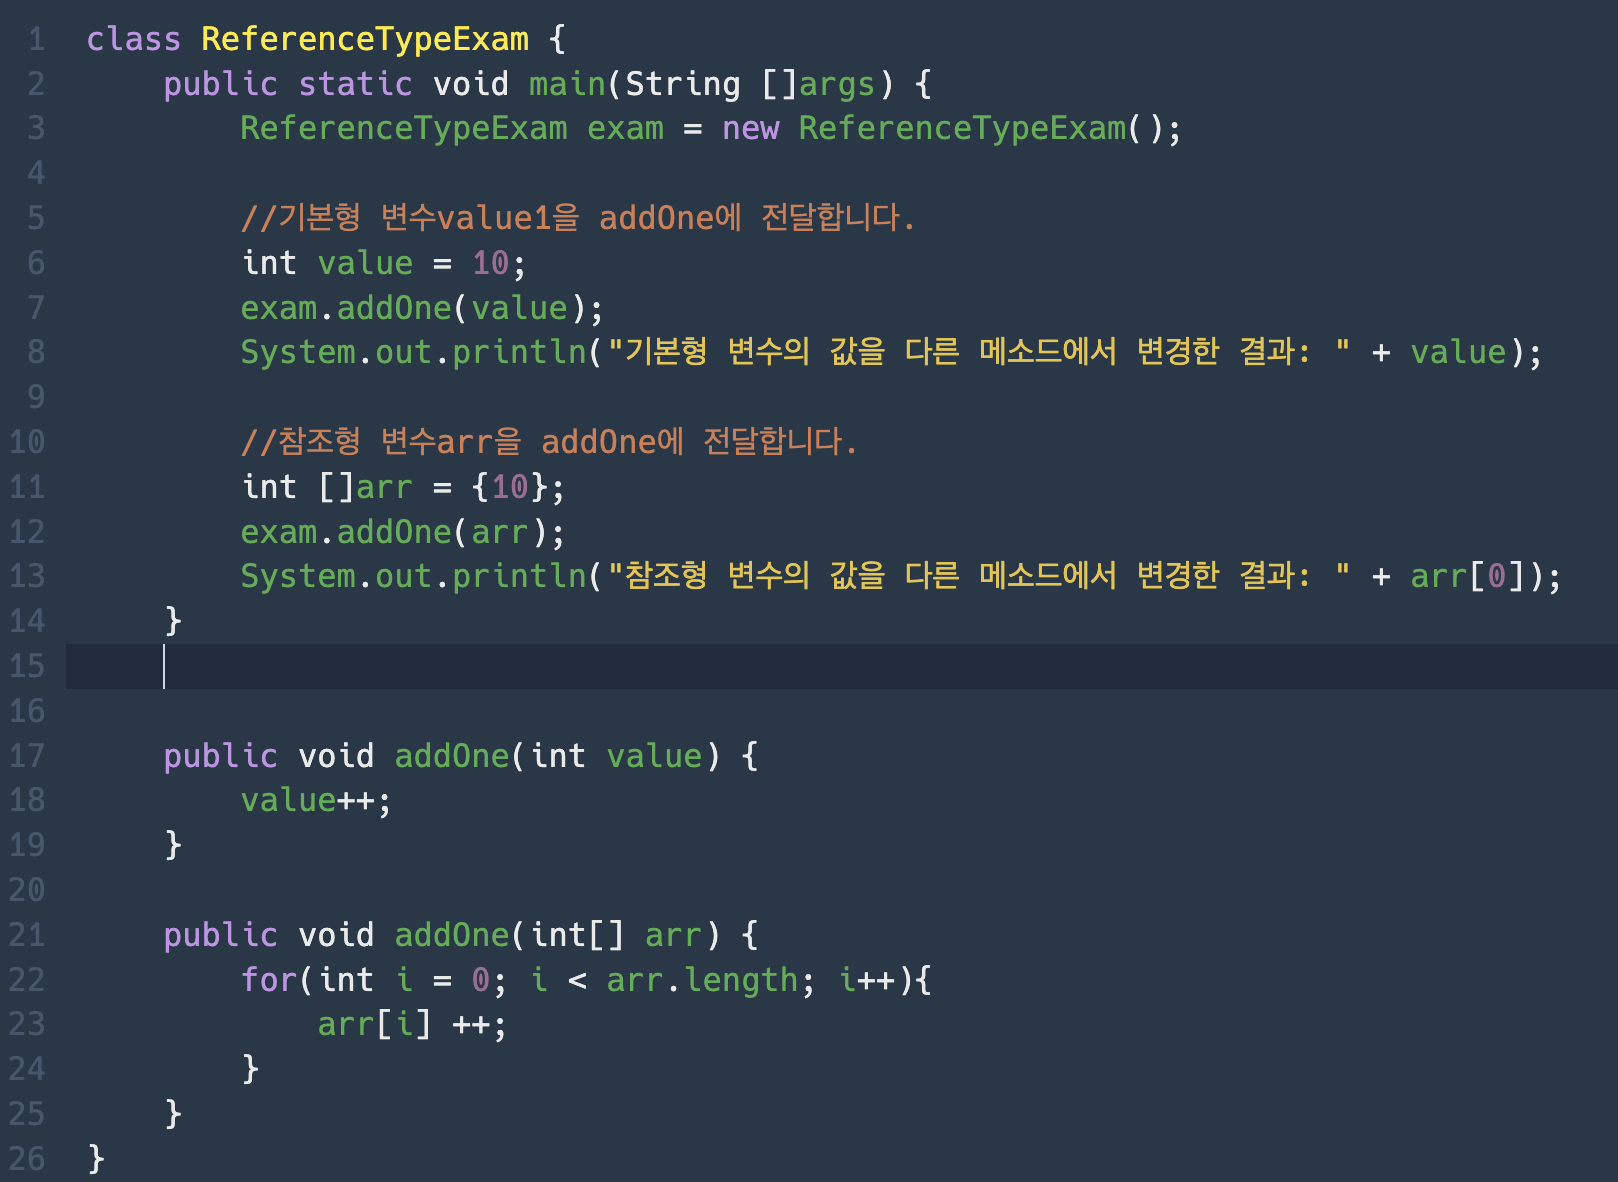 1 class ReferenceTypeExam {
2     public static void main(String []args) {
3         ReferenceTypeExam exam = new ReferenceTypeExam();
4
5         //기본형 변수value1을 addOne에 전달합니다.
6         int value = 10;
7         exam.addOne(value);
8         System.out.println("기본형 변수의 값을 다른 메소드에서 변경한 결과: " + value);
9
10         //참조형 변수arr을 addOne에 전달합니다.
11         int []arr = {10};
12         exam.addOne(arr);
13         System.out.println("참조형 변수의 값을 다른 메소드에서 변경한 결과: " + arr[0]);
14     }
15
16
17     public void addOne(int value) {
18         value++;
19     }
20
21     public void addOne(int[] arr) {
22         for(int i = 0; i < arr.length; i++){
23             arr[i] ++;
24         }
25     }
26 }